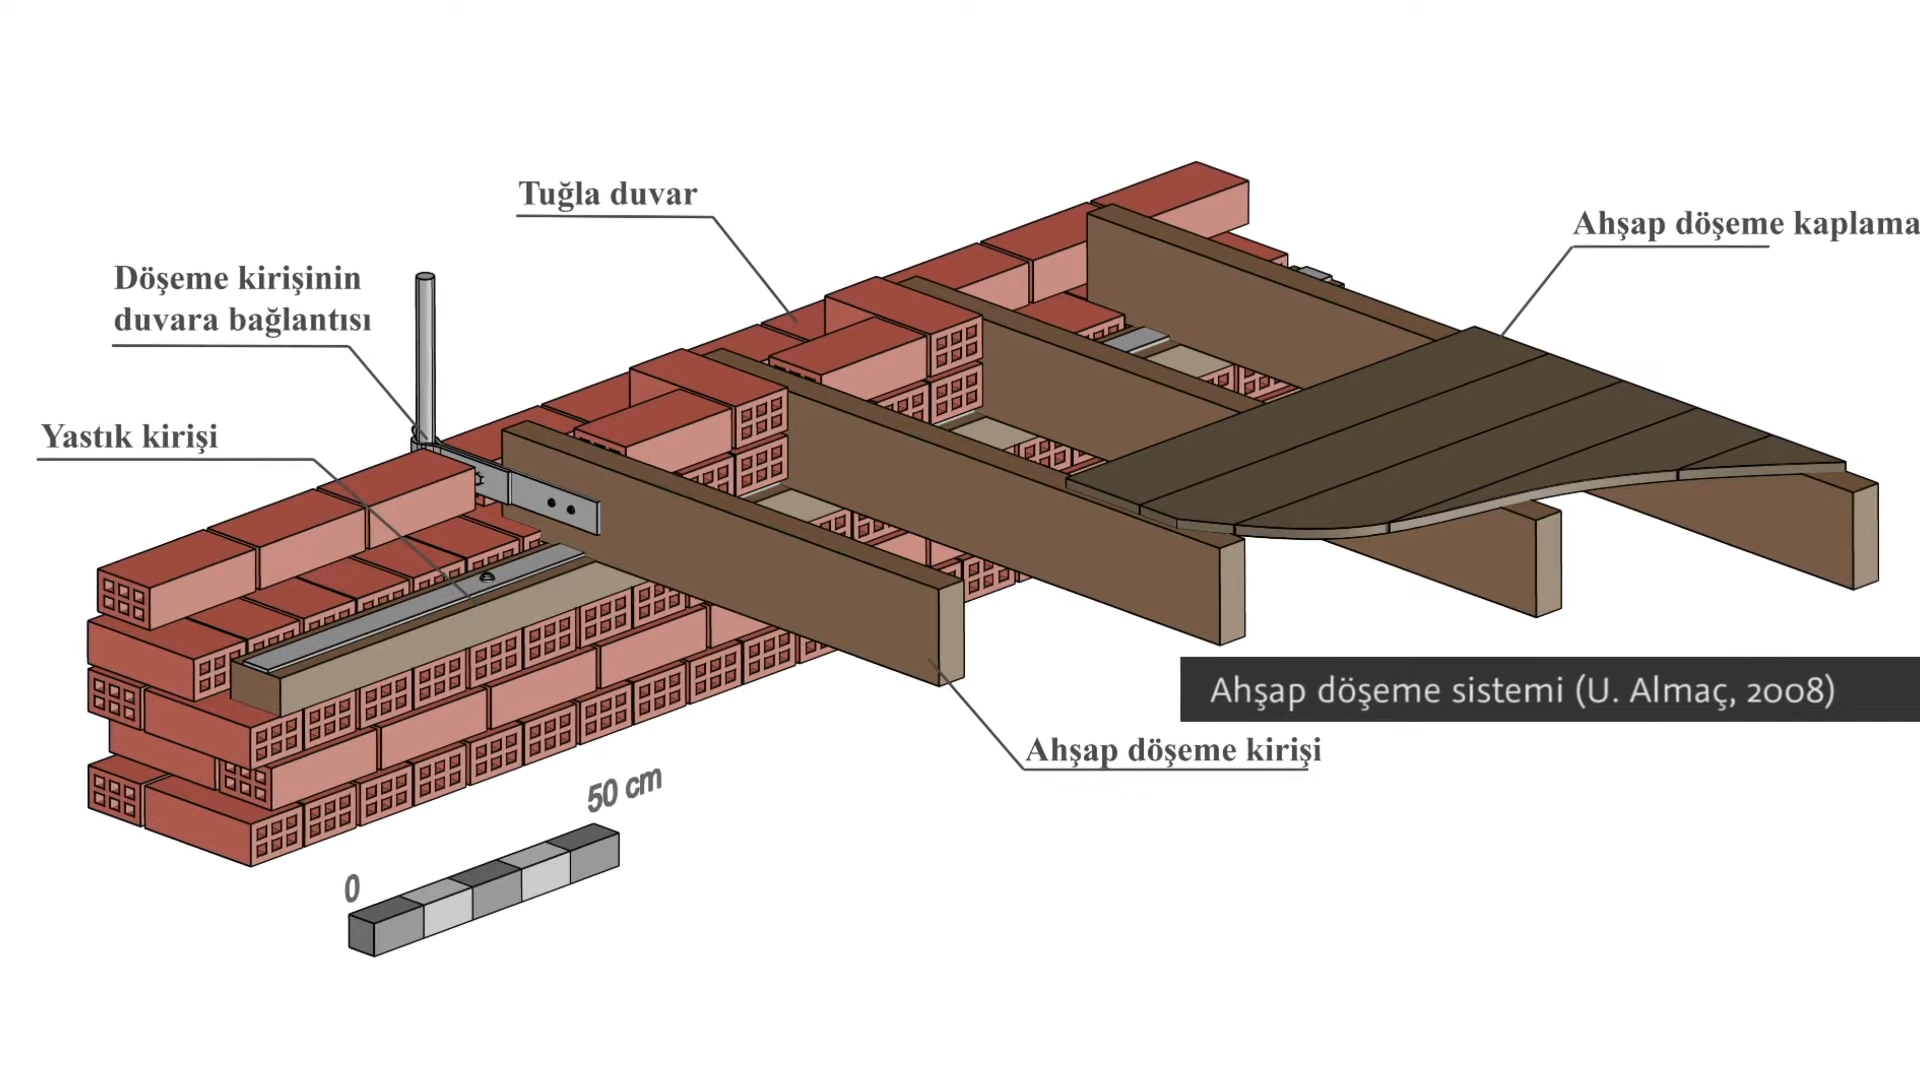 Tuğla duvar
Ahşap döşeme kaplama
Döşeme kirişinin
duvara bağlantısı
Yastık kirişi
Ahşap döşeme sistemi (U. Almaç, 2008)
Ahşap döşeme kirişi
50 cm
0